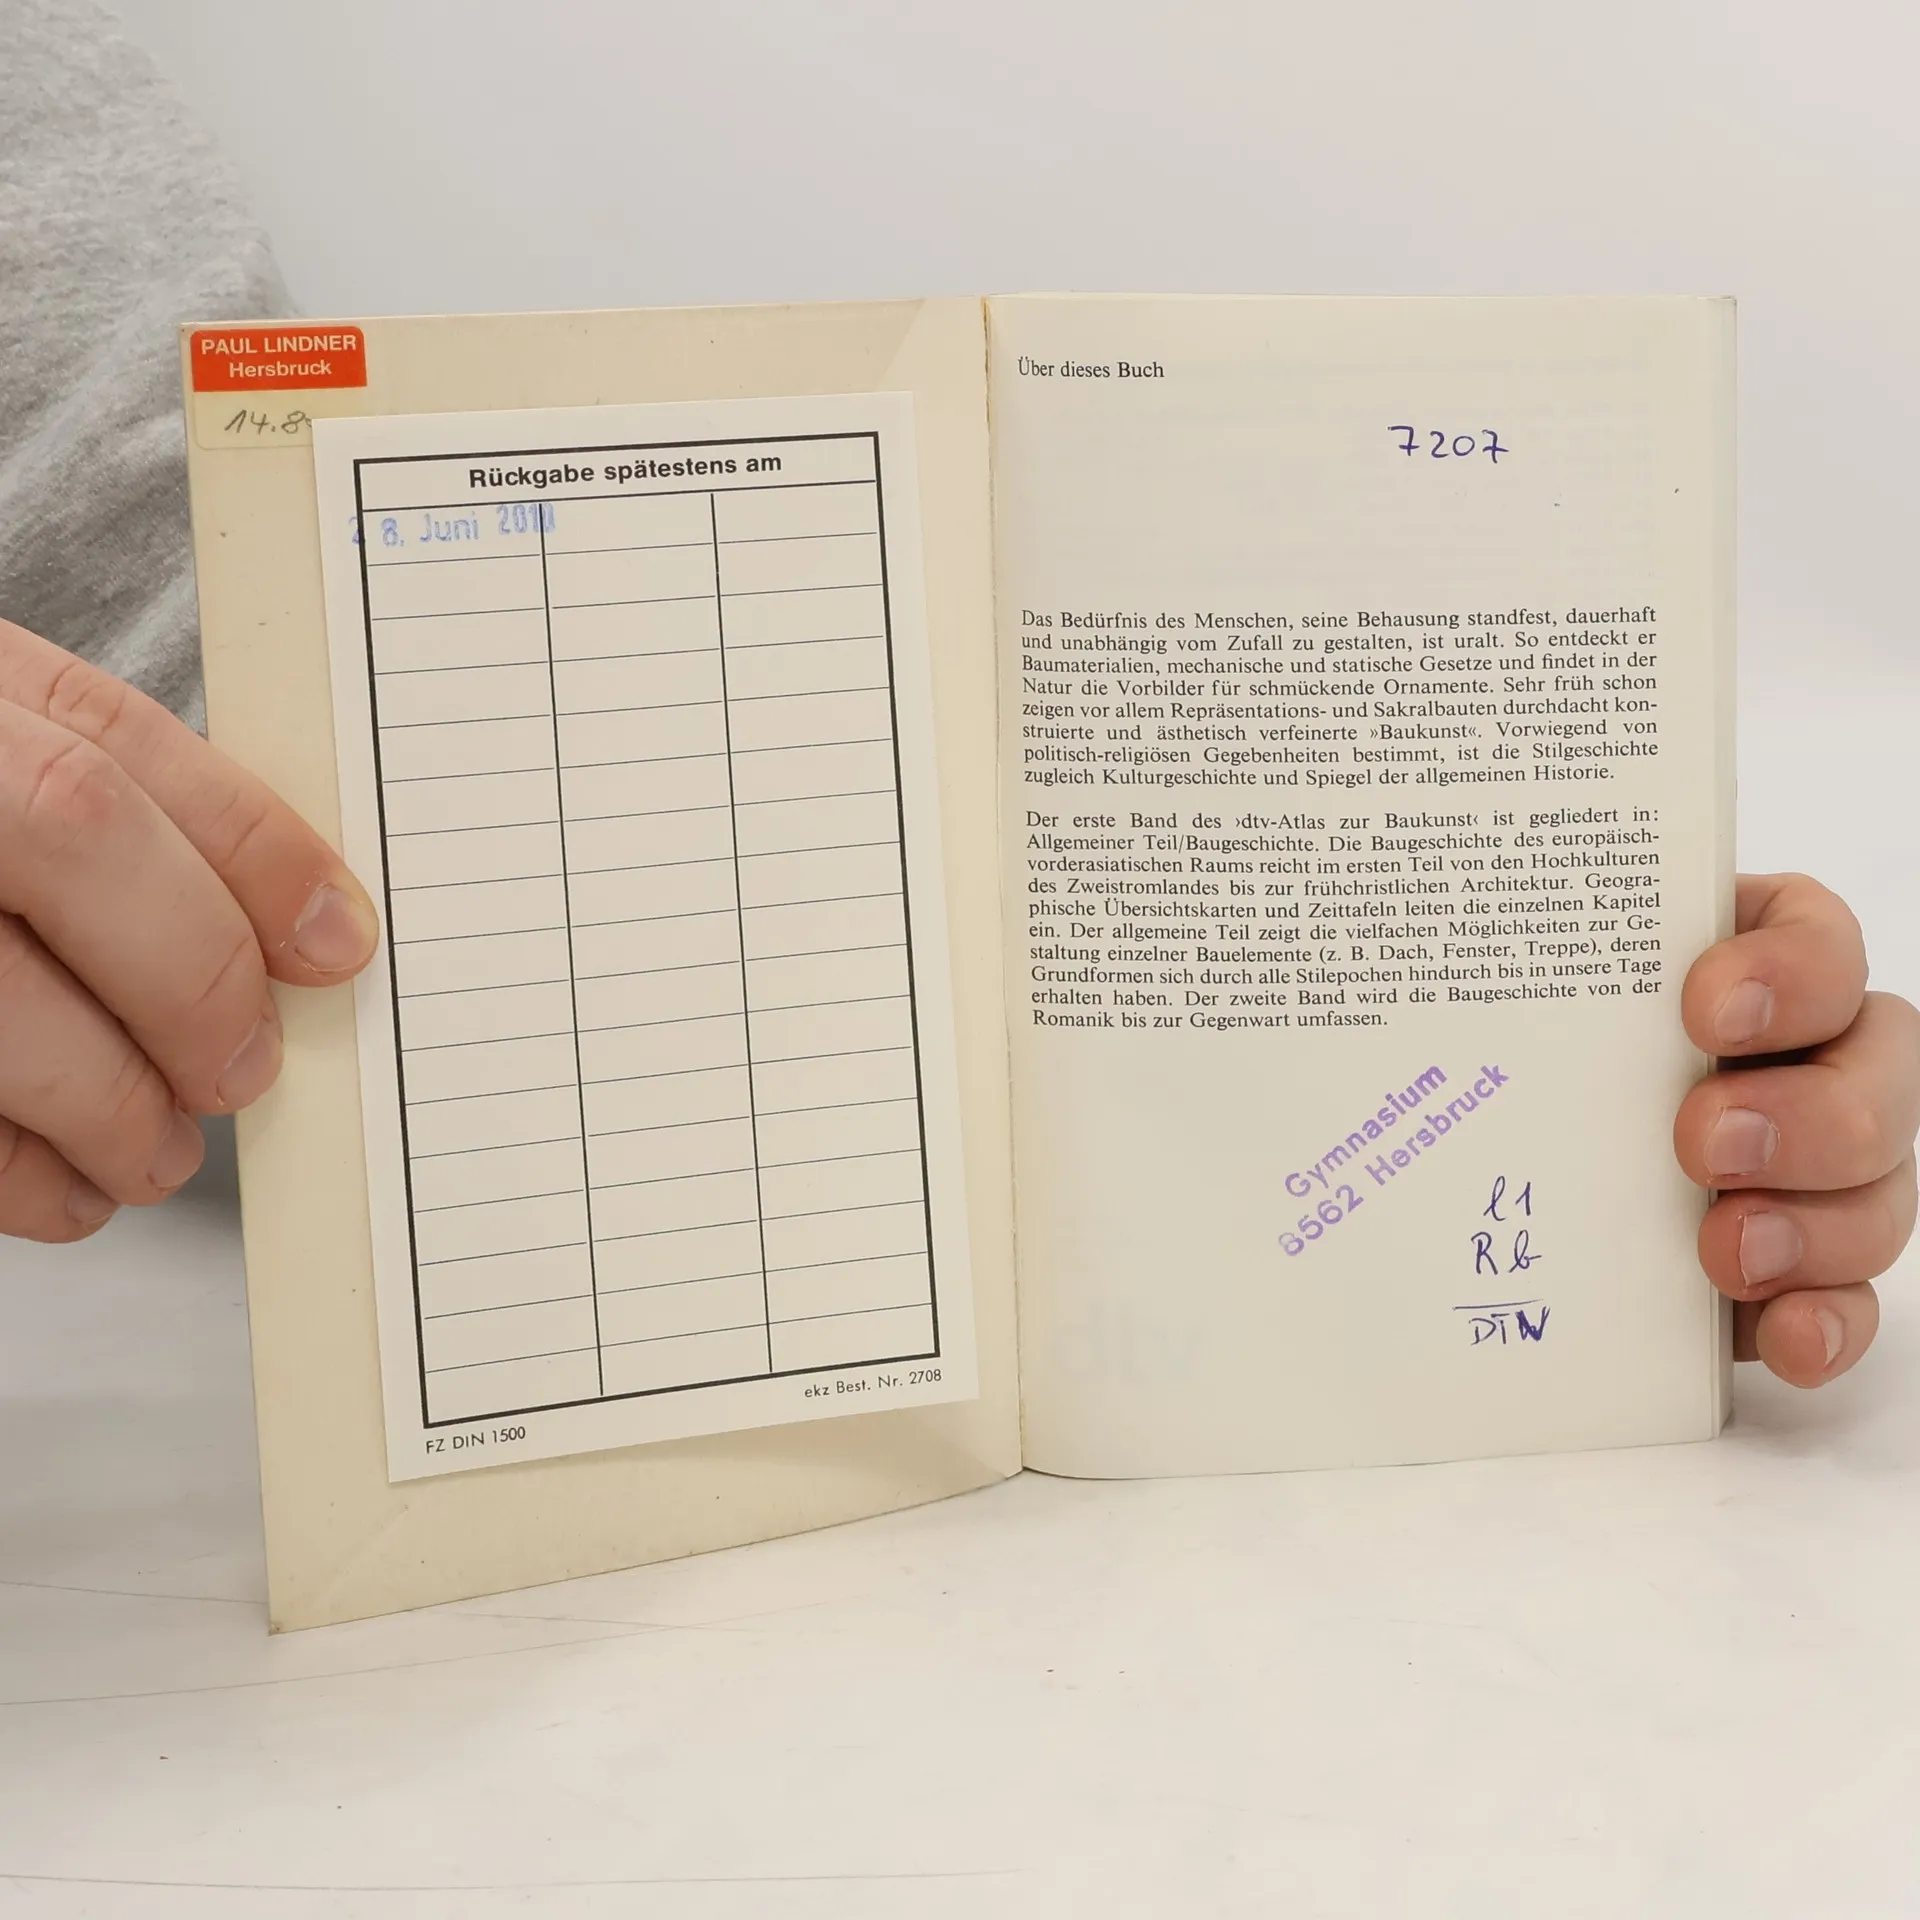 PAUL LINDNER
Hersbruck
14.8
Rückgabe spätestens am
28. Juni 2010
FZ DIN 1500
ekz Best. Nr. 2708
Über dieses Buch
7207
Das Bedürfnis des Menschen, seine Behausung standfest, dauerhaft
und unabhängig vom Zufall zu gestalten, ist uralt. So entdeckt er
Baumaterialien, mechanische und statische Gesetze und findet in der
Natur die Vorbilder für schmückende Ornamente. Sehr früh schon
zeigen vor allem Repräsentations- und Sakralbauten durchdacht kon-
struierte und ästhetisch verfeinerte »Baukunst«. Vorwiegend von
politisch-religiösen Gegebenheiten bestimmt, ist die Stilgeschichte
zugleich Kulturgeschichte und Spiegel der allgemeinen Historie.
Der erste Band des ›dtv-Atlas zur Baukunst‹ ist gegliedert in:
Allgemeiner Teil/Baugeschichte. Die Baugeschichte des europäisch-
vorderasiatischen Raums reicht im ersten Teil von den Hochkulturen
des Zweistromlandes bis zur frühchristlichen Architektur. Geogra-
phische Übersichtskarten und Zeittafeln leiten die einzelnen Kapitel
ein. Der allgemeine Teil zeigt die vielfachen Möglichkeiten zur Ge-
staltung einzelner Bauelemente (z. B. Dach, Fenster, Treppe), deren
Grundformen sich durch alle Stilepochen hindurch bis in unsere Tage
erhalten haben. Der zweite Band wird die Baugeschichte von der
Romanik bis zur Gegenwart umfassen.
Gymnasium
8562 Hersbruck
l1
Rb